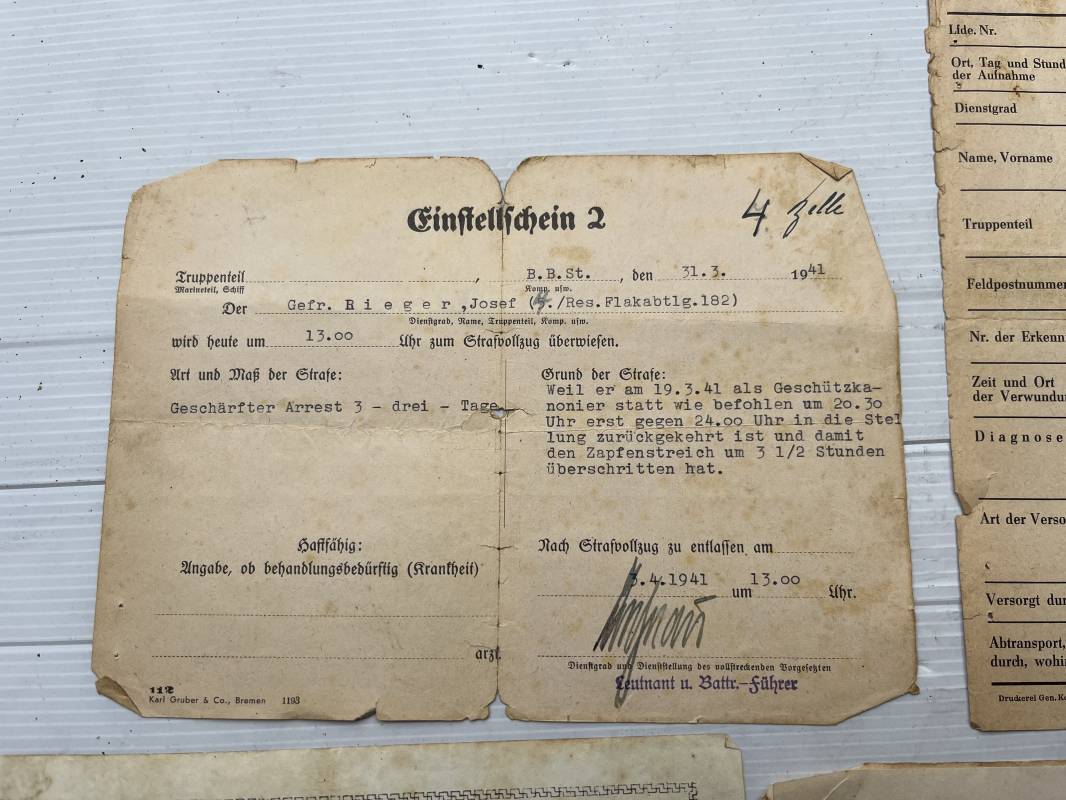 Einstellschein 2
4 Zelle
Truppenteil , B.B.St. , den 31.3. 1941
Marineteil, Schiff Komp. usw.
Der Gefr. R i e g e r , Josef ( ./Res.Flakabtlg.182)
Dienstgrad, Name, Truppenteil, Komp. usw.
wird heute um 13.00 Uhr zum Strafvollzug überwiesen.
Art und Maß der Strafe:
Geschärfter Arrest 3 - drei - Tage
Grund der Strafe:
Weil er am 19.3.41 als Geschützka-
nonier statt wie befohlen um 20.30
Uhr erst gegen 24.00 Uhr in die Stel
lung zurückgekehrt ist und damit
den Zapfenstreich um 3 1/2 Stunden
überschritten hat.
Haftfähig:
Angabe, ob behandlungsbedürftig (Krankheit)
arzt
Nach Strafvollzug zu entlassen am
3.4.1941 um 13.00 Uhr.
Dienstgrad und Dienststellung des vollstreckenden Vorgesetzten
Leutnant u. Battr.-Führer
112
Karl Gruber & Co., Bremen 1193
Lfde. Nr.
Ort, Tag und Stund
der Aufnahme
Dienstgrad
Name, Vorname
Truppenteil
Feldpostnummer
Nr. der Erkenn
Zeit und Ort
der Verwundu
Diagnose
Art der Verso
Versorgt dur
Abtransport,
durch, wohi
Druckerei Gen. K